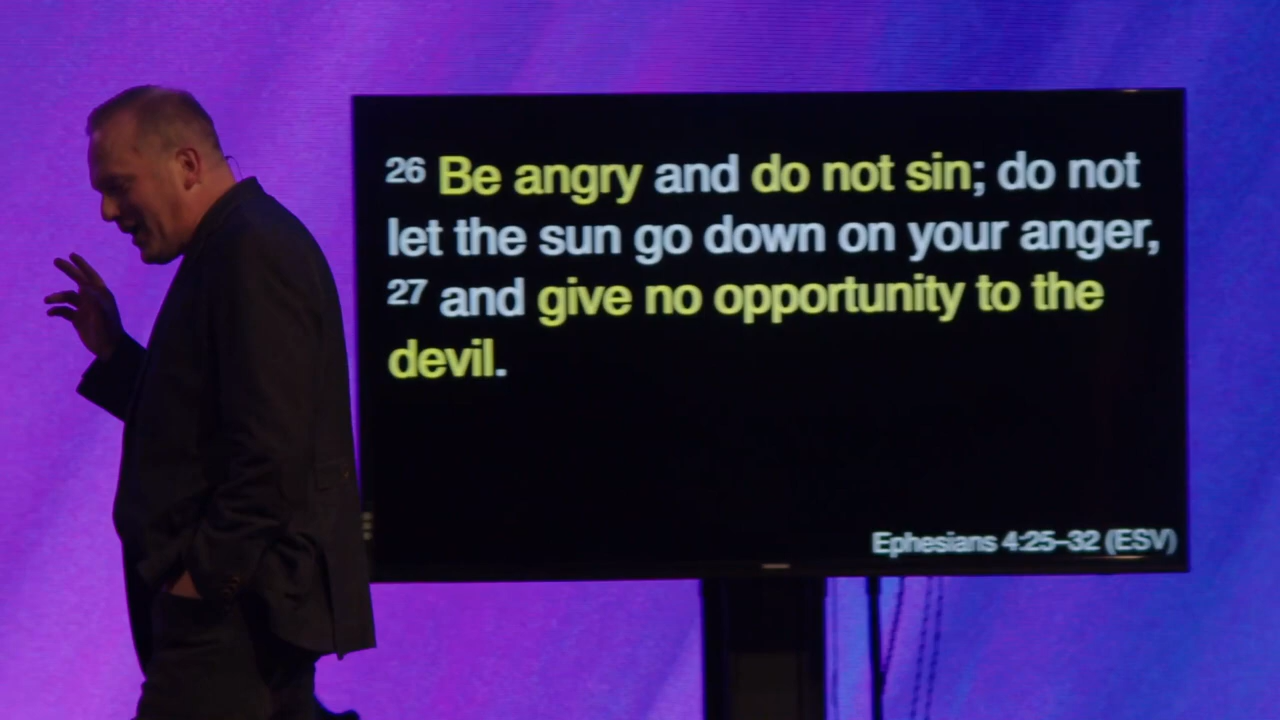 26 Be angry and do not sin; do not
let the sun go down on your anger,
27 and give no opportunity to the
devil.
Ephesians 4:25–32 (ESV)